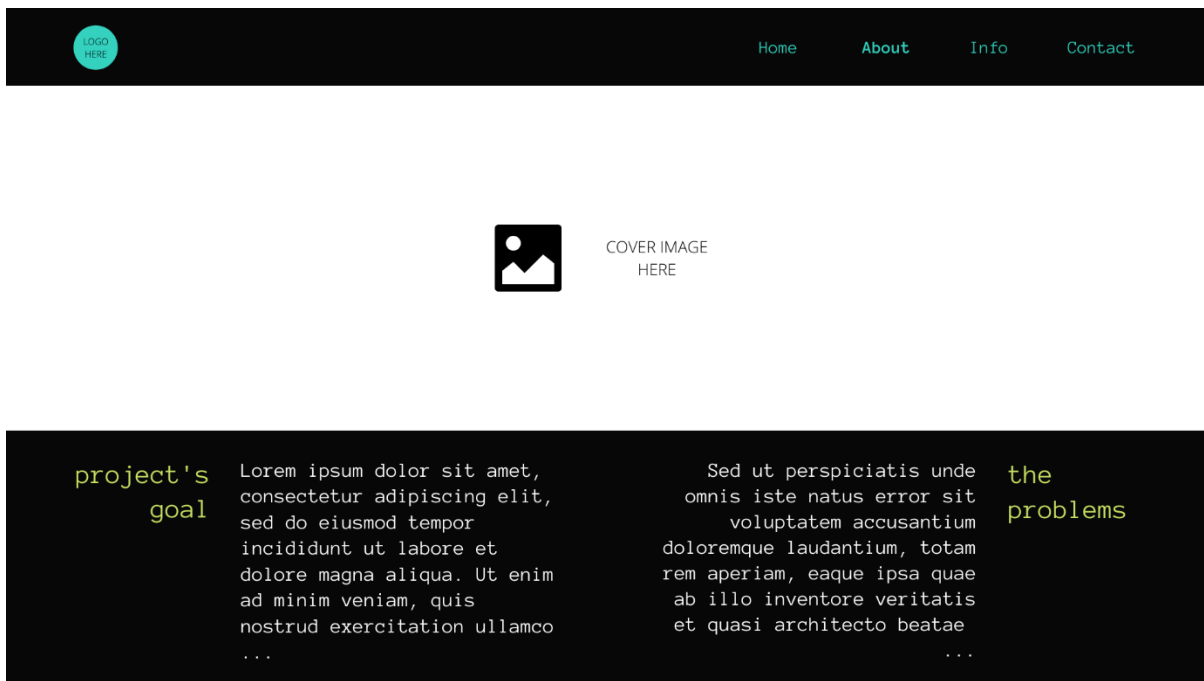 LOGO
HERE
Home About Info Contact
COVER IMAGE
HERE
project's
goal
Lorem ipsum dolor sit amet,
consectetur adipiscing elit,
sed do eiusmod tempor
incididunt ut labore et
dolore magna aliqua. Ut enim
ad minim veniam, quis
nostrud exercitation ullamco
...
Sed ut perspiciatis unde
omnis iste natus error sit
voluptatem accusantium
doloremque laudantium, totam
rem aperiam, eaque ipsa quae
ab illo inventore veritatis
et quasi architecto beatae
...
the
problems